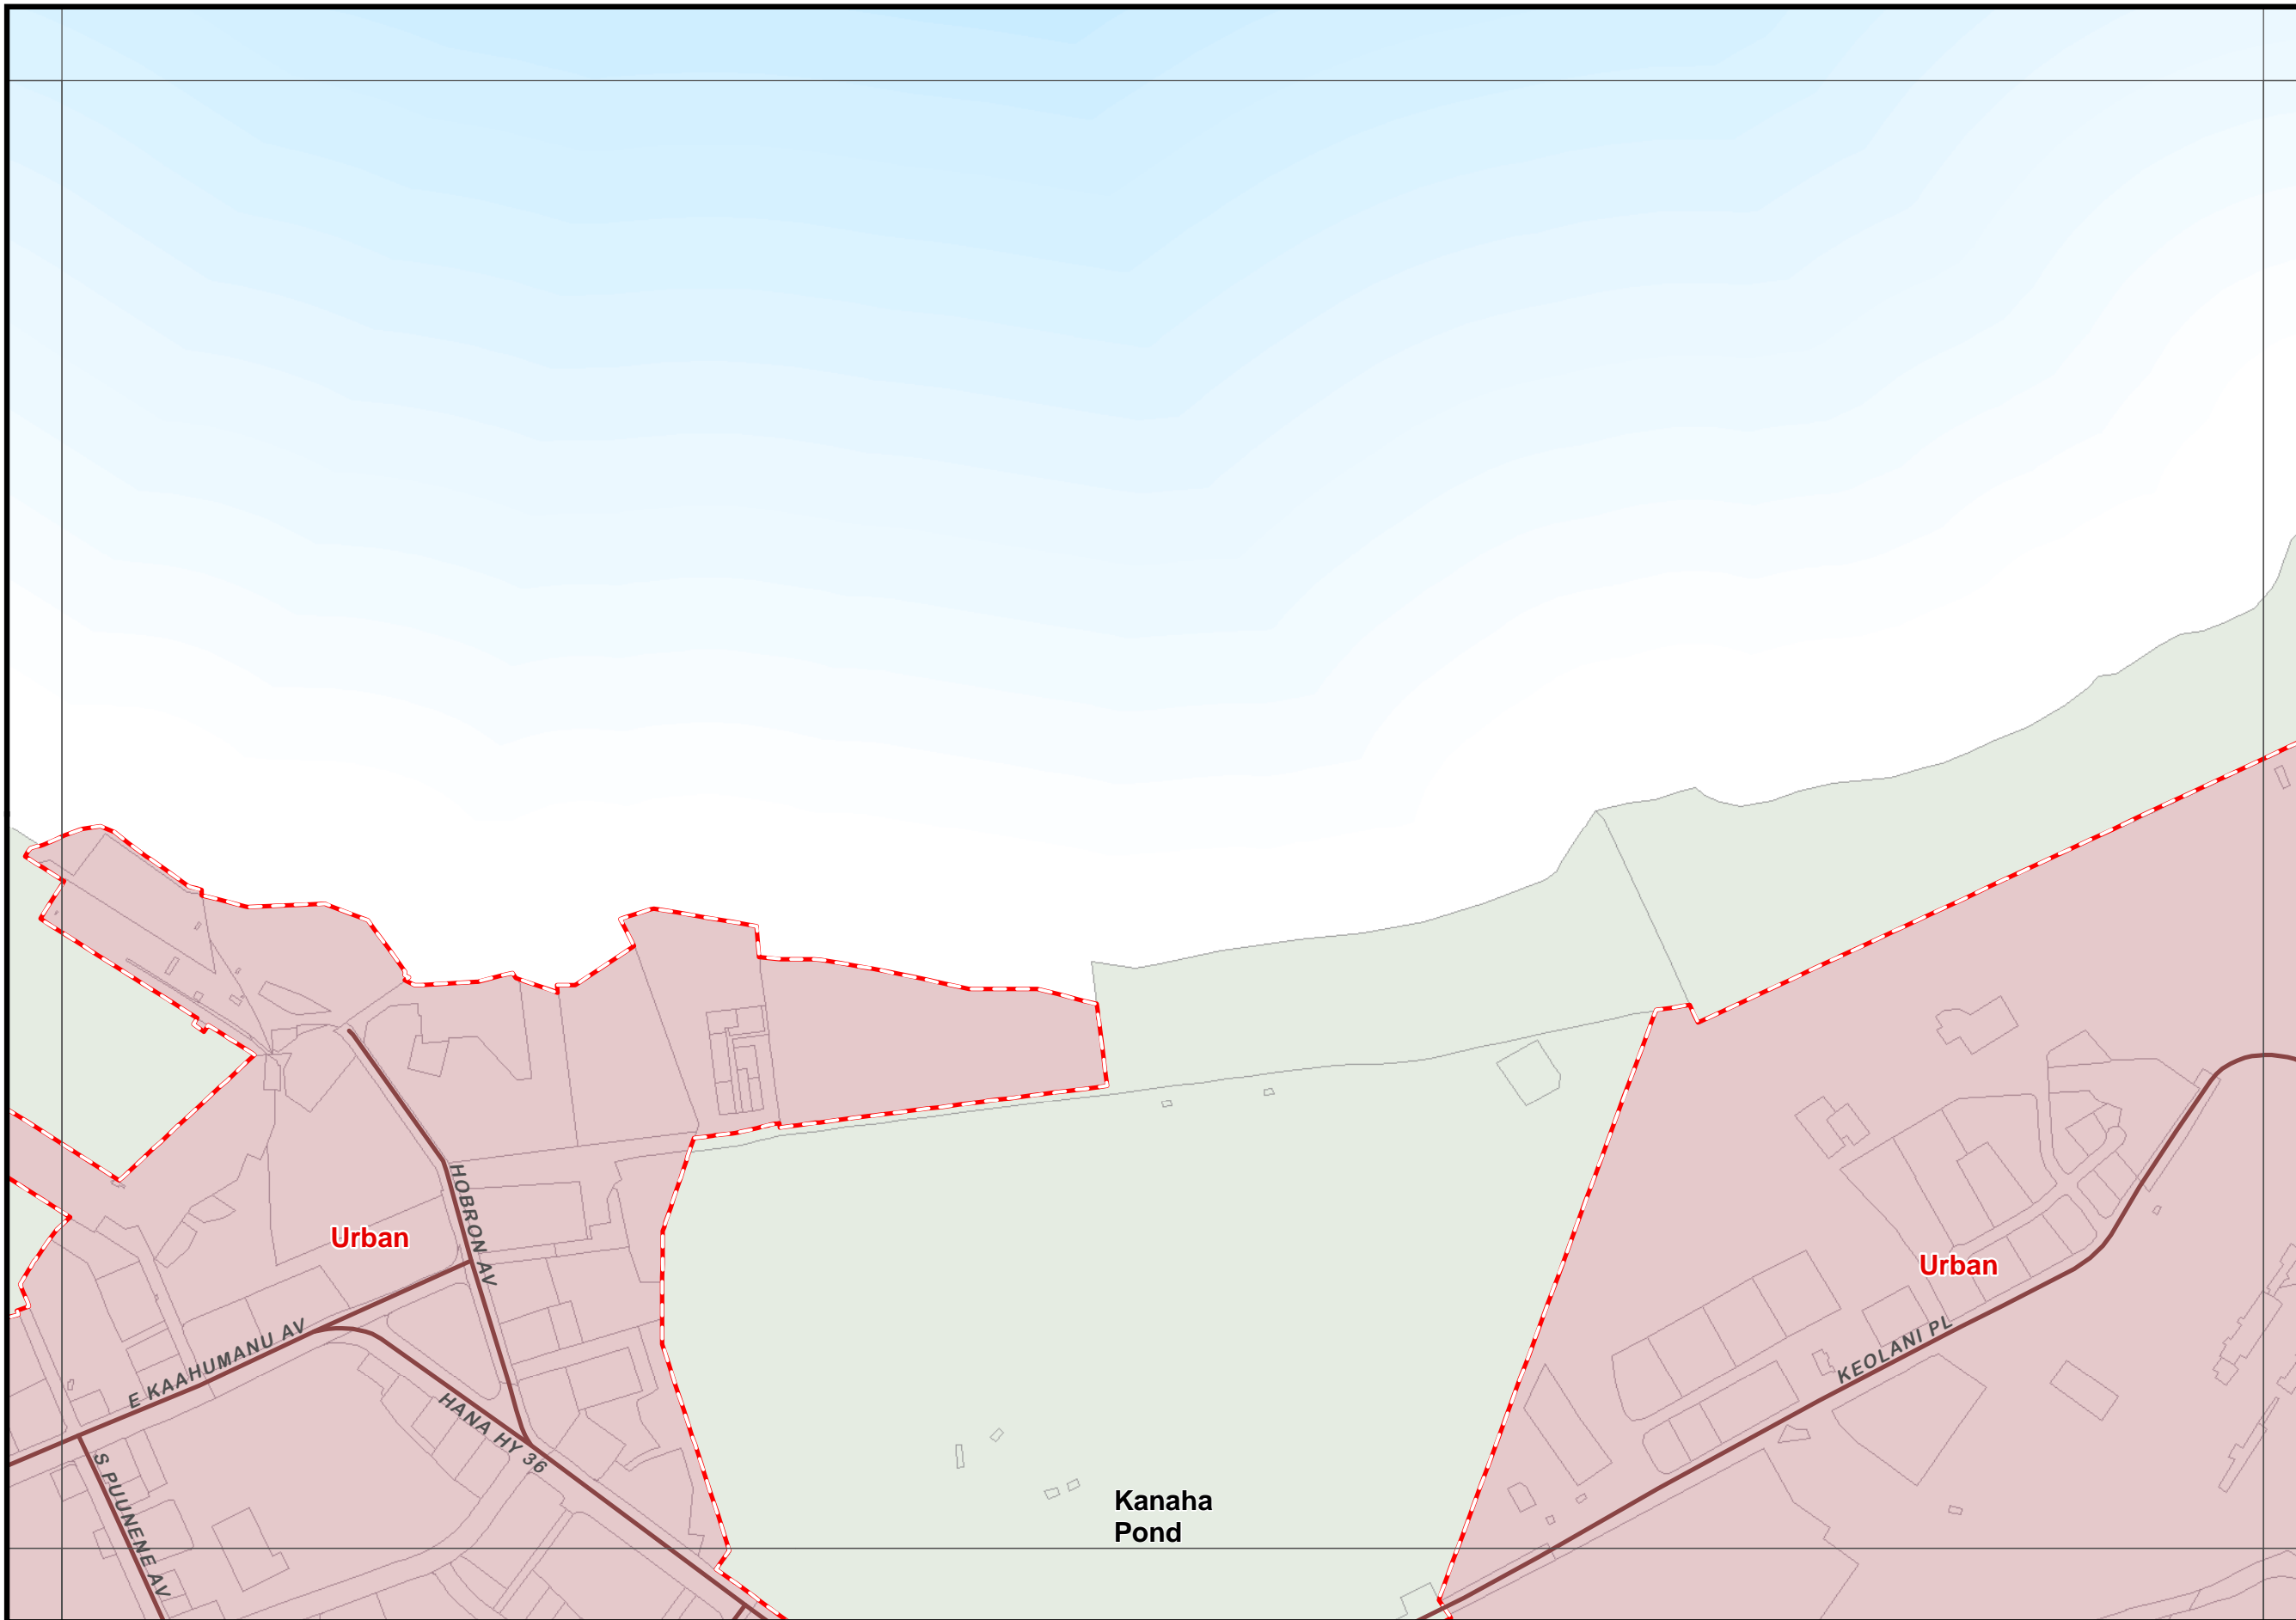 HOBRON AV
Urban
Urban
E KAAHUMANU AV
KEOLANI PL
HANA HY 36
S PUUNENE AV
Kanaha
Pond